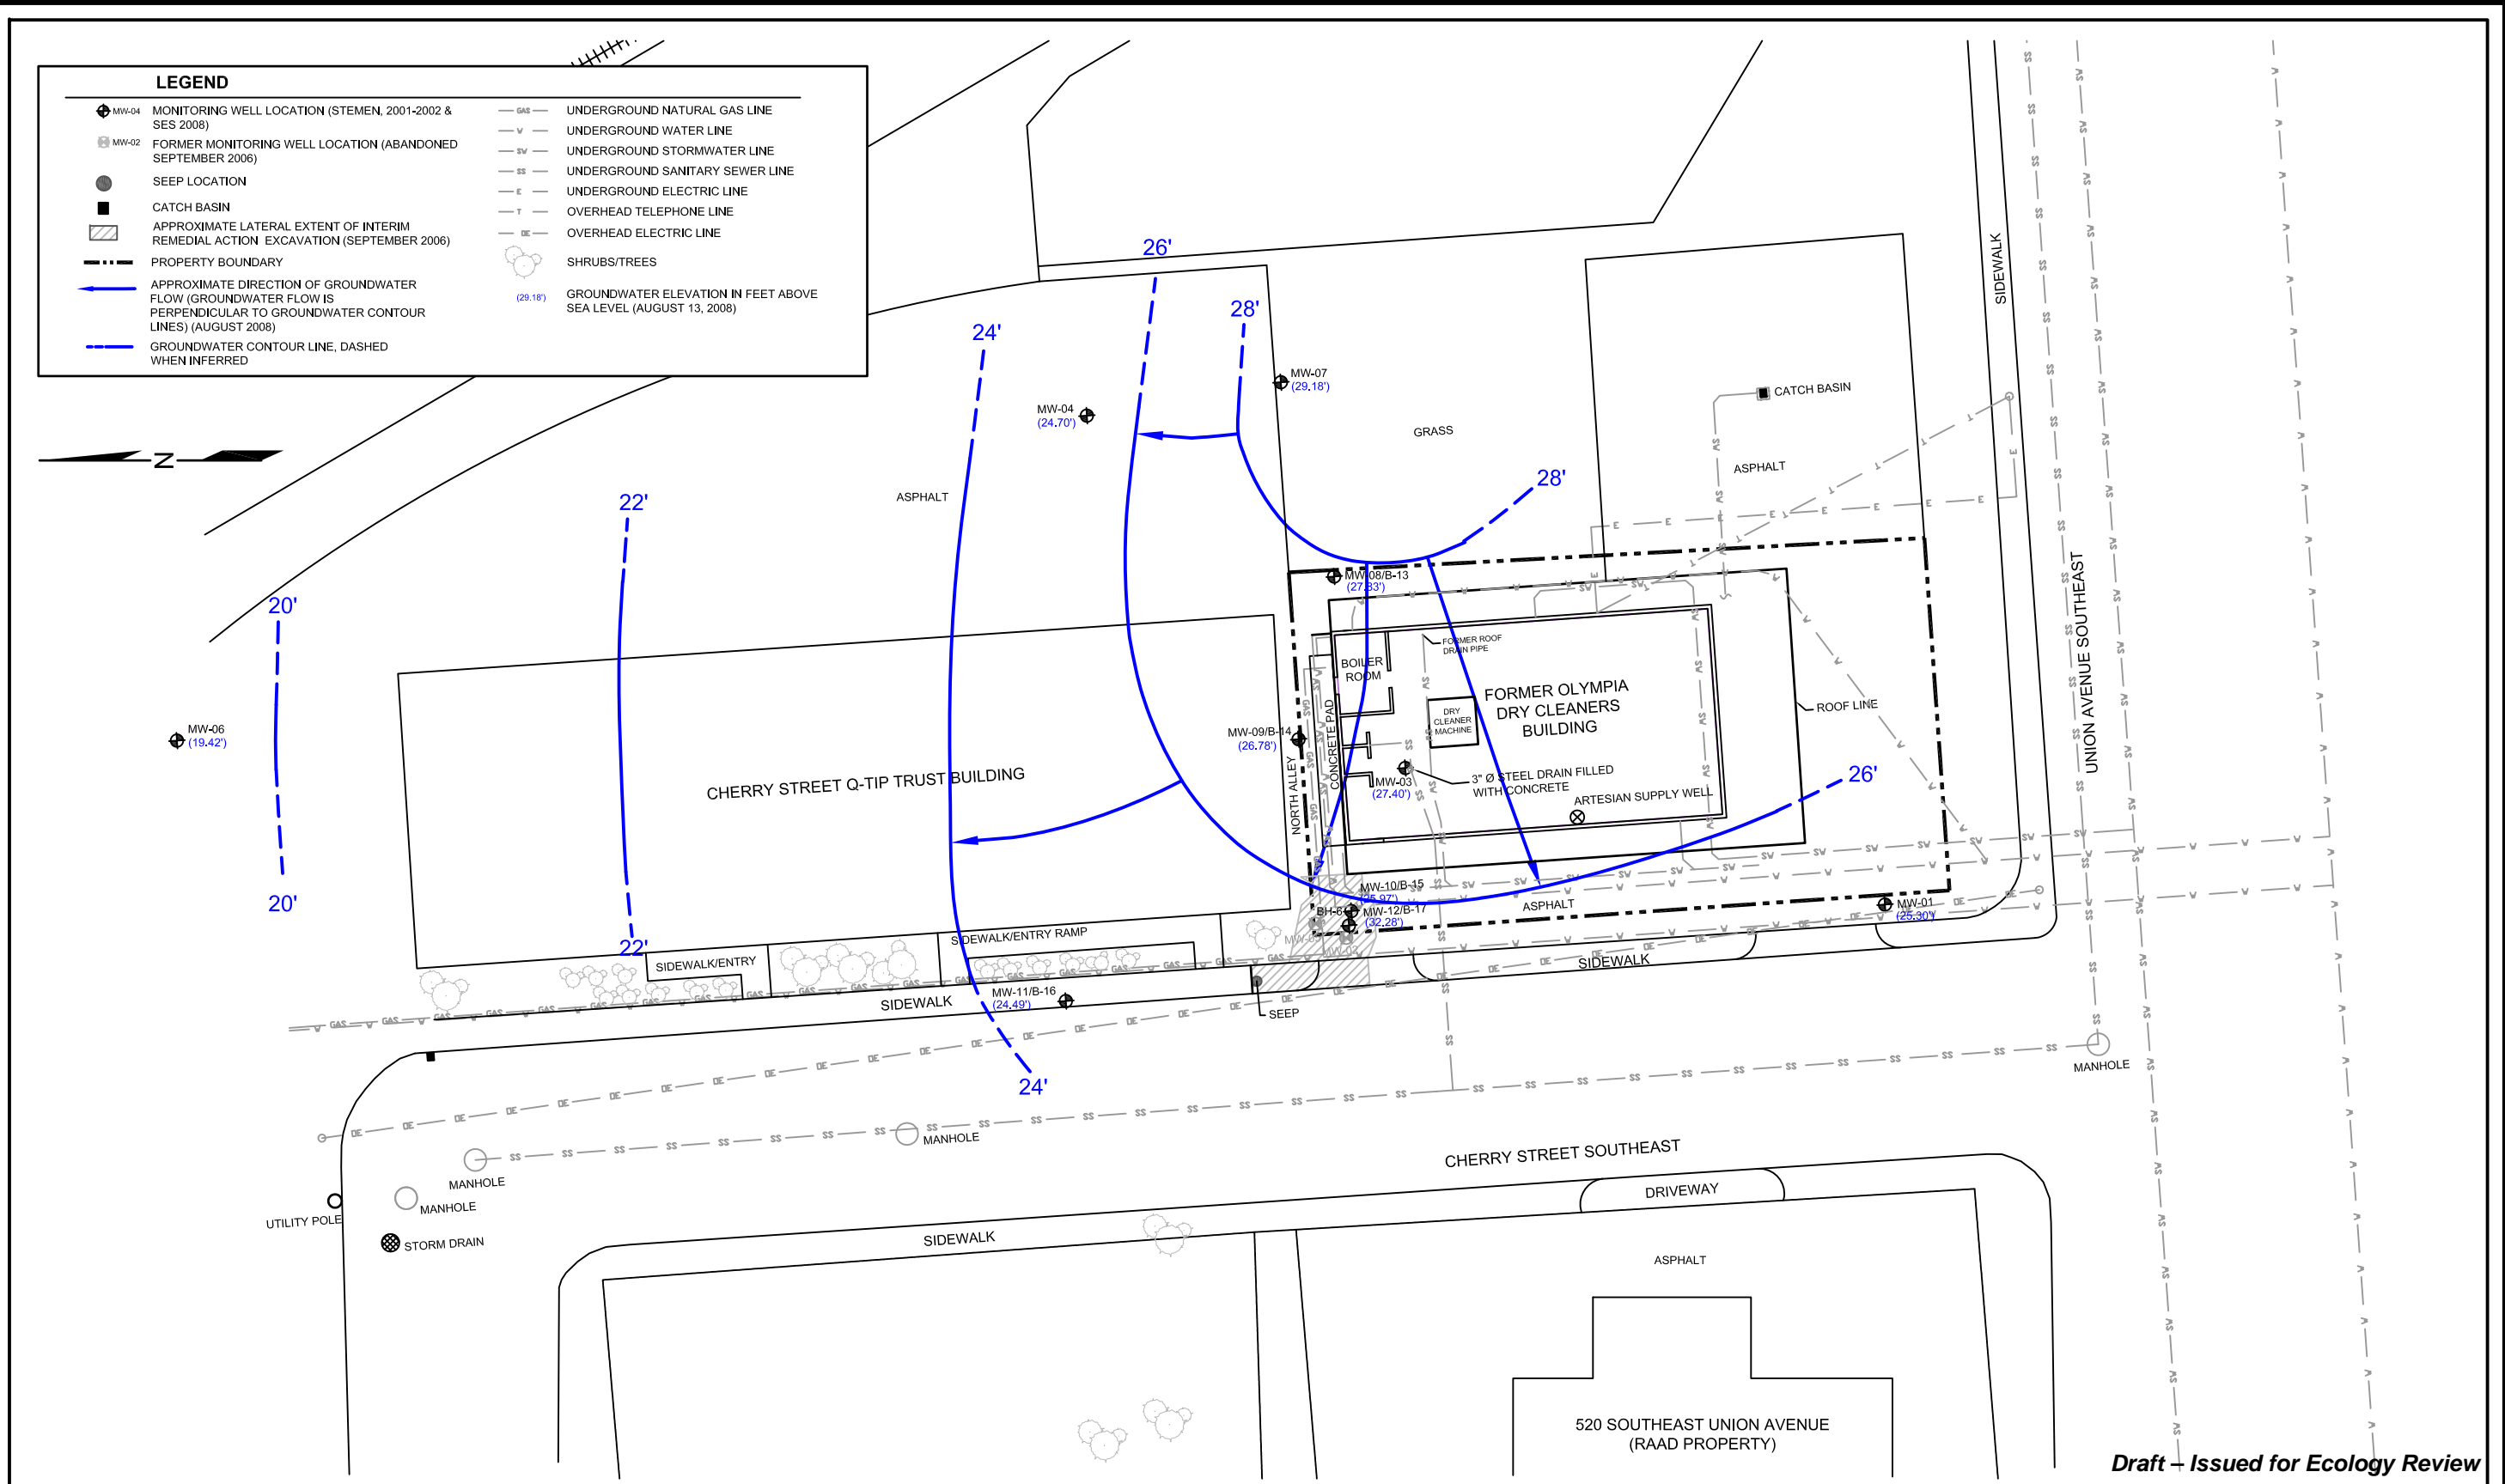 LEGEND
MW-04 MONITORING WELL LOCATION (STEMEN, 2001-2002 &
SES 2008)
MW-02 FORMER MONITORING WELL LOCATION (ABANDONED
SEPTEMBER 2006)
SEEP LOCATION
CATCH BASIN
APPROXIMATE LATERAL EXTENT OF INTERIM
REMEDIAL ACTION EXCAVATION (SEPTEMBER 2006)
PROPERTY BOUNDARY
APPROXIMATE DIRECTION OF GROUNDWATER
FLOW (GROUNDWATER FLOW IS
PERPENDICULAR TO GROUNDWATER CONTOUR
LINES) (AUGUST 2008)
GROUNDWATER CONTOUR LINE, DASHED
WHEN INFERRED
GAS UNDERGROUND NATURAL GAS LINE
W UNDERGROUND WATER LINE
SW UNDERGROUND STORMWATER LINE
SS UNDERGROUND SANITARY SEWER LINE
E UNDERGROUND ELECTRIC LINE
T OVERHEAD TELEPHONE LINE
OE OVERHEAD ELECTRIC LINE
SHRUBS/TREES
(29.18') GROUNDWATER ELEVATION IN FEET ABOVE
SEA LEVEL (AUGUST 13, 2008)
N
26'
28'
24'
22'
20'
28'
MW-07
(29.18')
MW-04
(24.70')
GRASS
CATCH BASIN
ASPHALT
ASPHALT
SIDEWALK
UNION AVENUE SOUTHEAST
MW-08/B-13
(27.83')
FORMER ROOF
DRAIN PIPE
BOILER
ROOM
DRY
CLEANER
MACHINE
FORMER OLYMPIA
DRY CLEANERS
BUILDING
ROOF LINE
MW-06
(19.42')
MW-09/B-14
(26.78')
CONCRETE PAD
NORTH ALLEY
MW-03
(27.40')
3" Ø STEEL DRAIN FILLED
WITH CONCRETE
ARTESIAN SUPPLY WELL
26'
CHERRY STREET Q-TIP TRUST BUILDING
20'
22'
MW-10/B-15
(25.97')
BH-6
MW-12/B-17
(32.28')
MW-02
ASPHALT
MW-01
(25.30')
SIDEWALK/ENTRY RAMP
SIDEWALK/ENTRY
SIDEWALK
SIDEWALK
MW-11/B-16
(24.49')
SEEP
24'
MANHOLE
MANHOLE
MANHOLE
MANHOLE
UTILITY POLE
STORM DRAIN
CHERRY STREET SOUTHEAST
DRIVEWAY
SIDEWALK
ASPHALT
520 SOUTHEAST UNION AVENUE
(RAAD PROPERTY)
Draft – Issued for Ecology Review